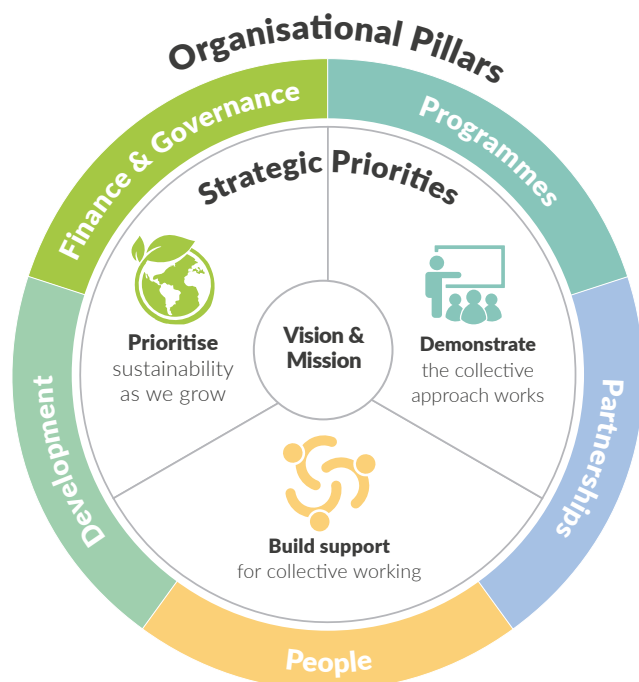 Organisational Pillars
Finance & Governance
Programmes
Strategic Priorities
Prioritise
sustainability
as we grow
Vision &
Mission
Demonstrate
the collective
approach works
Development
Partnerships
Build support
for collective working
People